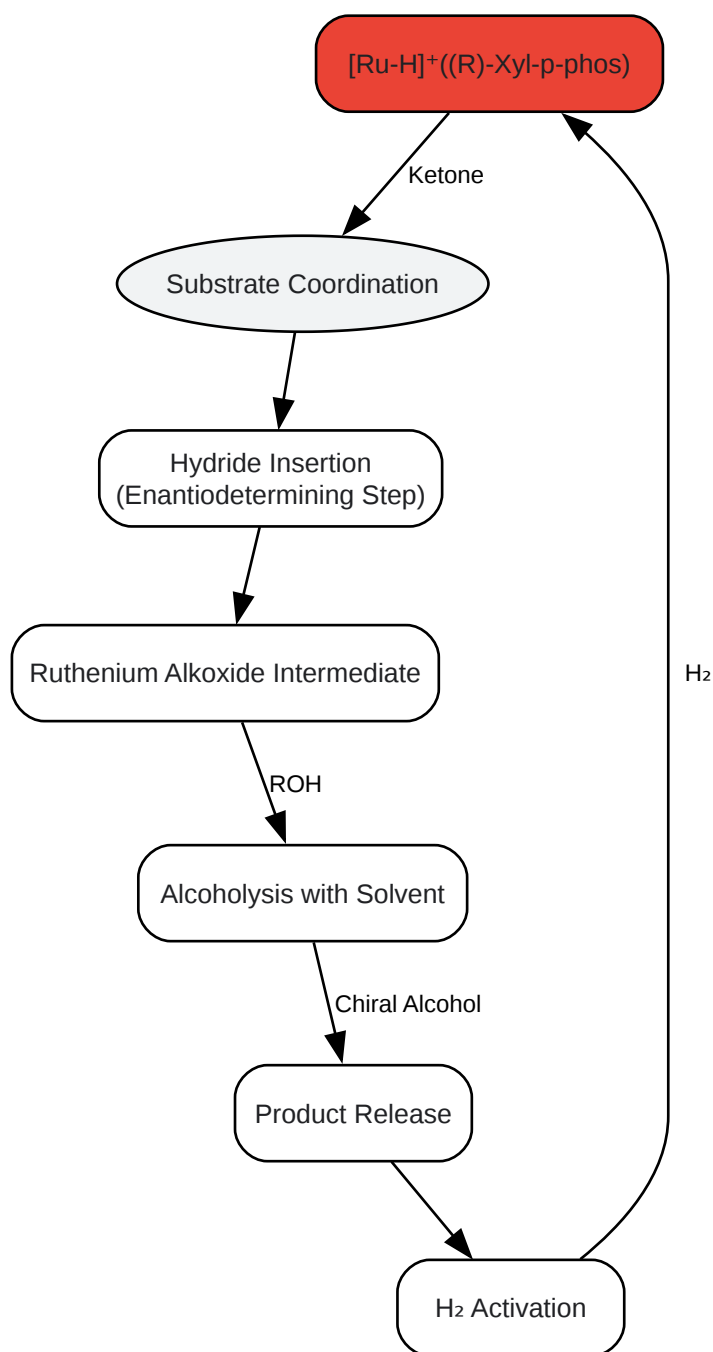 [Ru-H]⁺((R)-Xyl-p-phos)
Ketone
Substrate Coordination
Hydride Insertion
(Enantiodetermining Step)
Ruthenium Alkoxide Intermediate
H₂
ROH
Alcoholysis with Solvent
Chiral Alcohol
Product Release
H₂ Activation